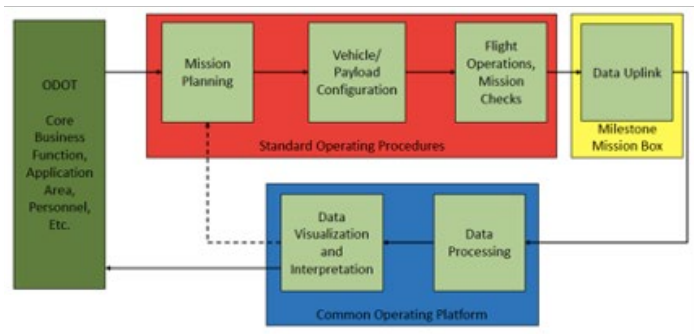 ODOT
Core
Business
Function,
Application
Area,
Personnel,
Etc.
Mission
Planning
Vehicle/
Payload
Configuration
Flight
Operations,
Mission
Checks
Standard Operating Procedures
Data Uplink
Milestone
Mission Box
Data
Visualization
and
Interpretation
Data
Processing
Common Operating Platform